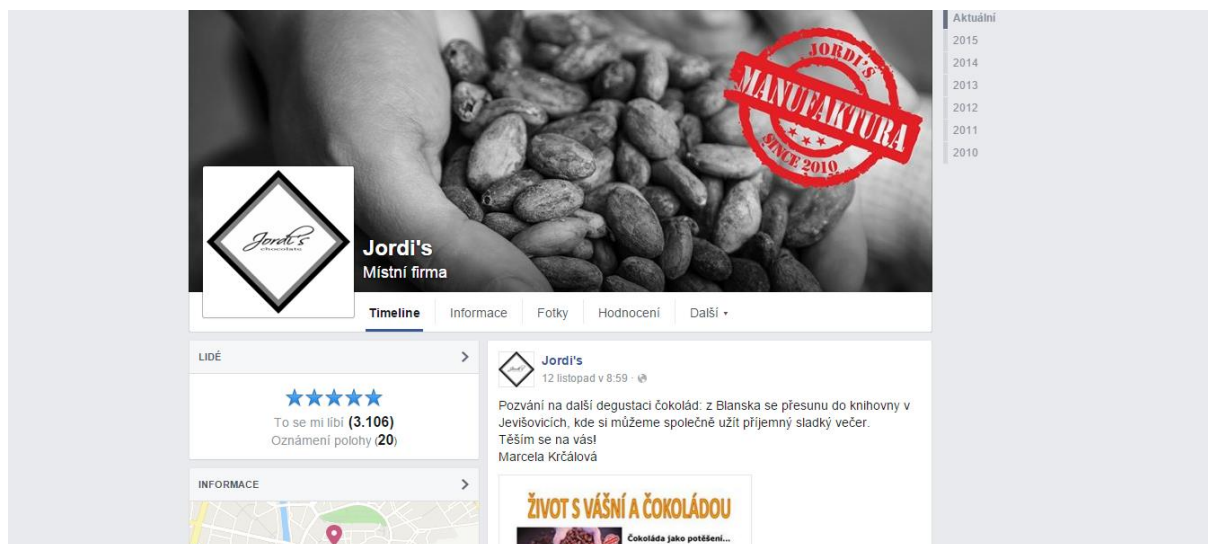 JORDI'S
MANUFAKTURA
SINCE 2010
Jordi's
chocolate
Jordi's
Místní firma
Timeline
Informace
Fotky
Hodnocení
Další
Aktuální
2015
2014
2013
2012
2011
2010
LIDÉ
To se mi líbí (3.106)
Oznámení polohy (20)
INFORMACE
Jordi's
12 listopad v 8:59
Pozvání na další degustaci čokolád: z Blanska se přesunu do knihovny v
Jevišovicích, kde si můžeme společně užít příjemný sladký večer.
Těším se na vás!
Marcela Krčálová
ŽIVOT S VÁŠNÍ A ČOKOLÁDOU
Čokoláda jako potěšení...